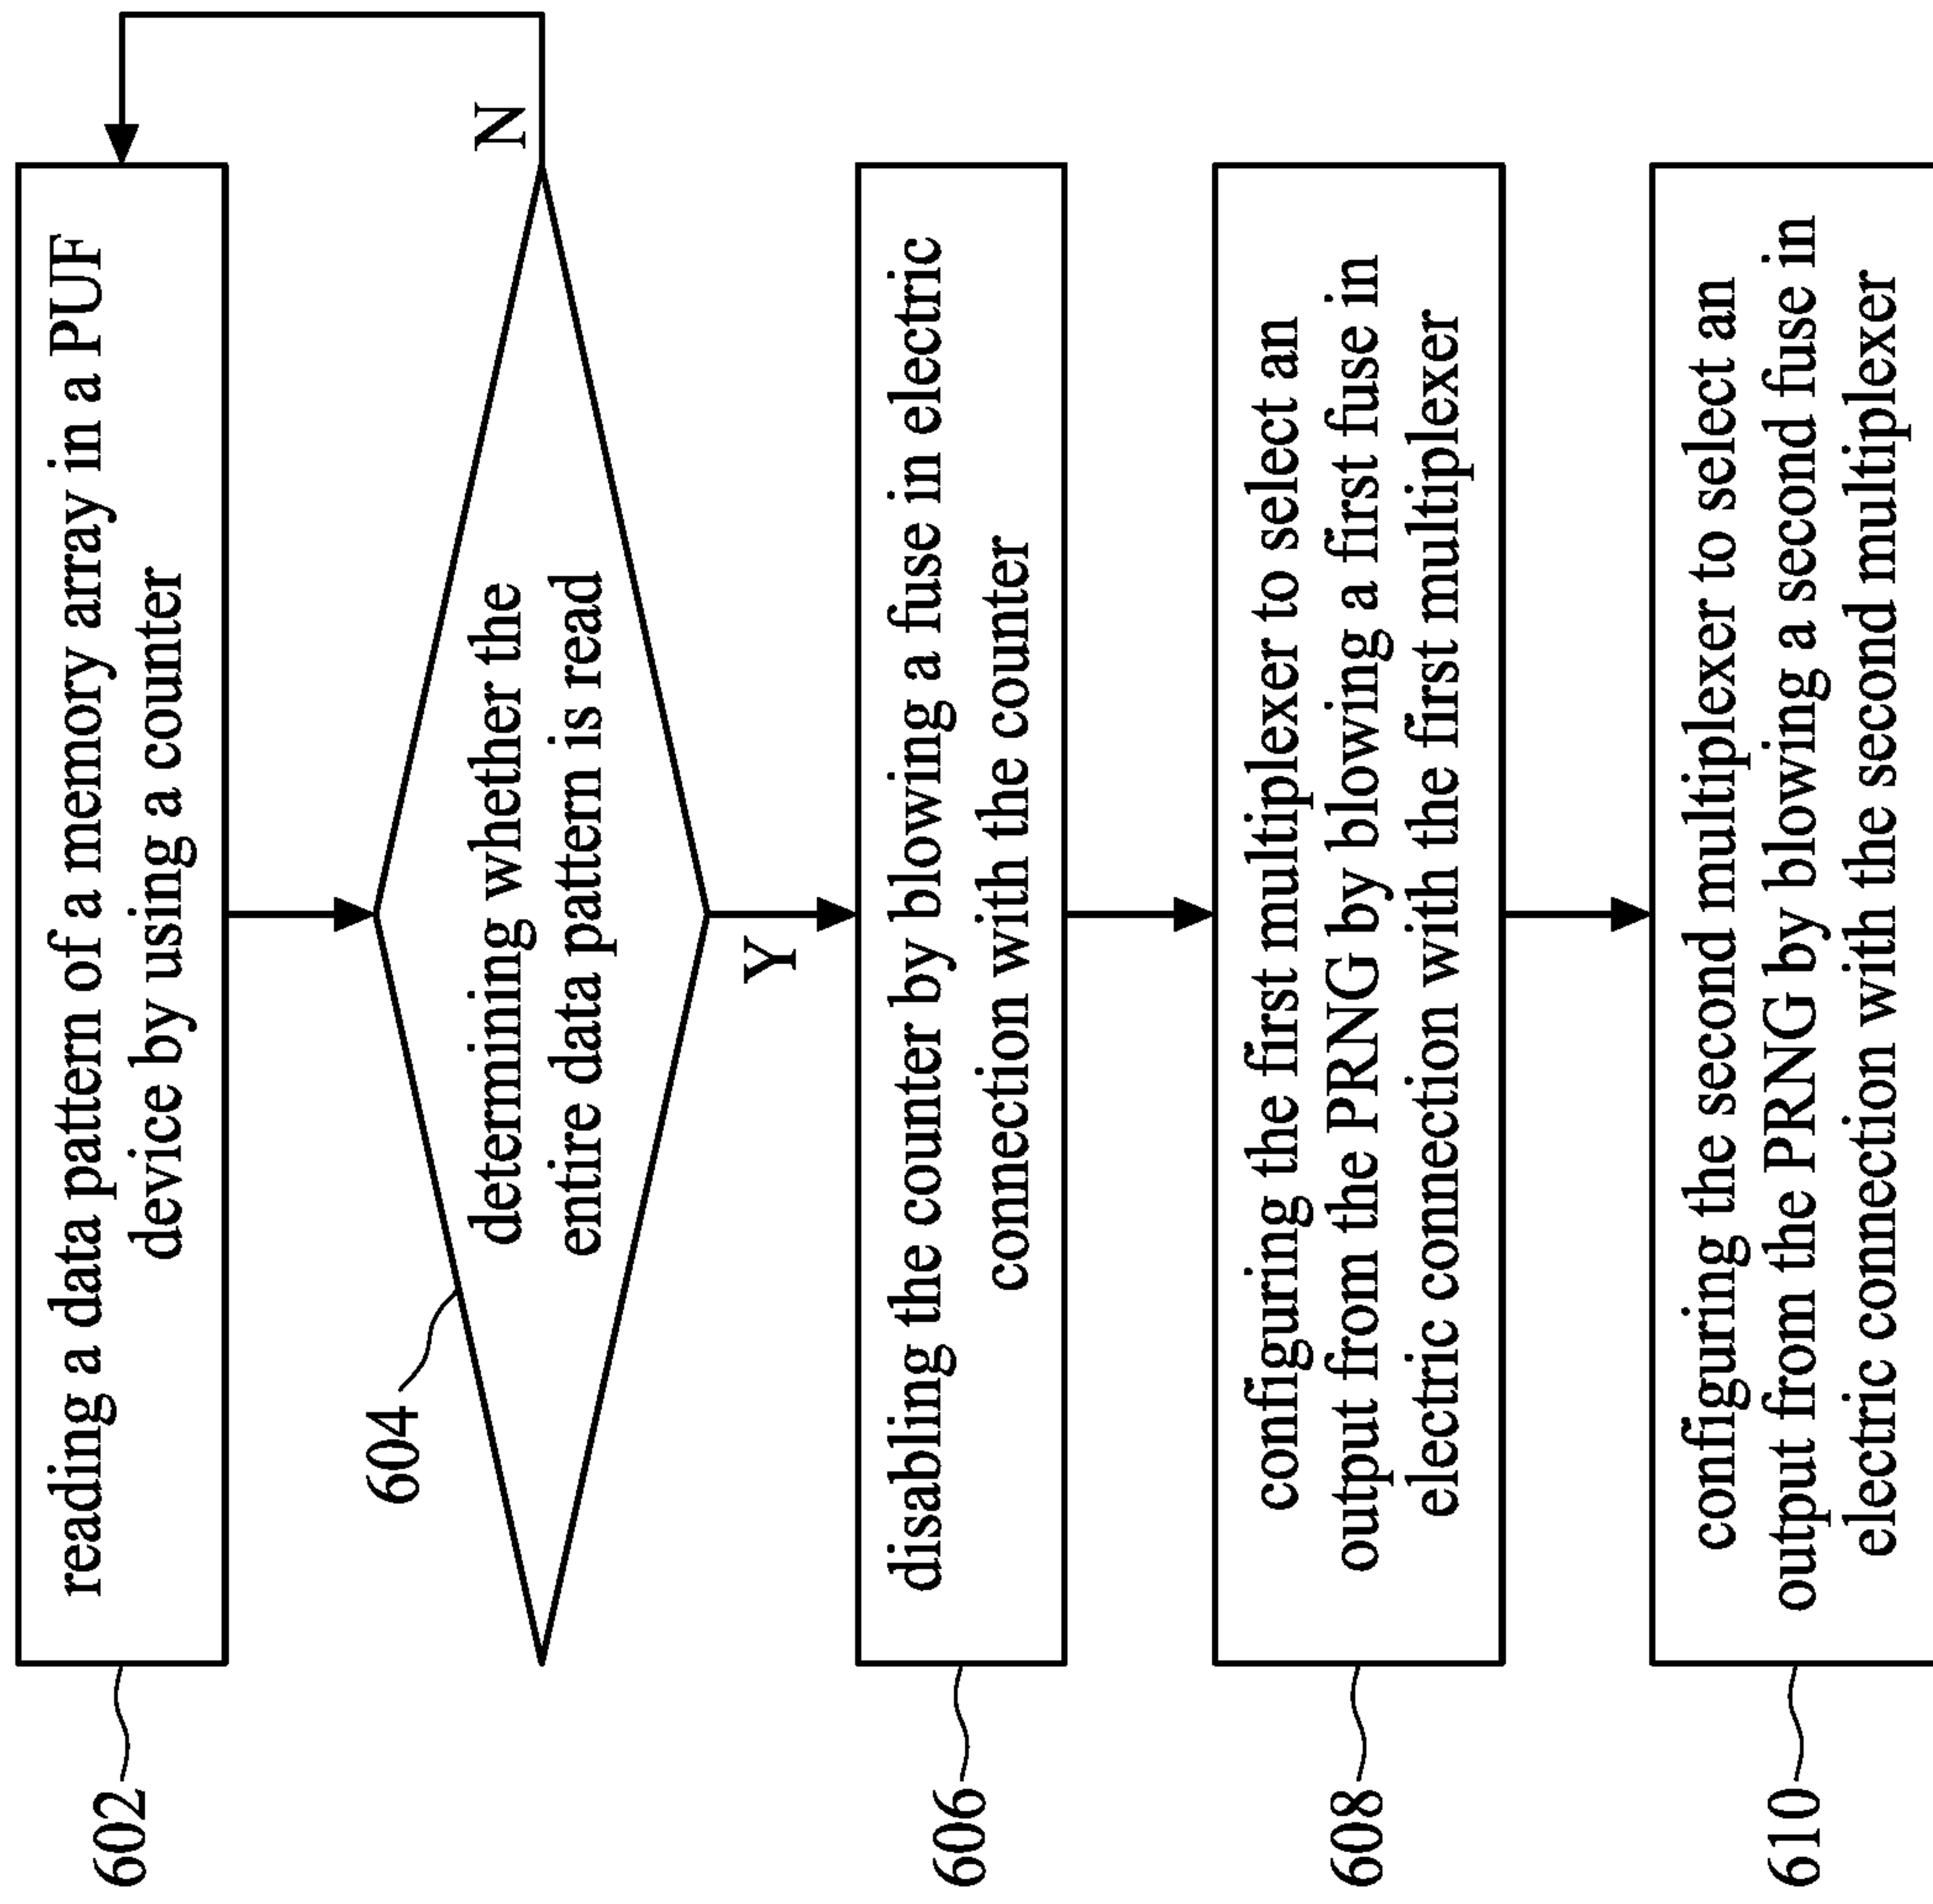 602
reading a data pattern of a memory array in a PUF
device by using a counter
604
determining whether the
entire data pattern is read
N
Y
606
disabling the counter by blowing a fuse in electric
connection with the counter
608
configuring the first multiplexer to select an
output from the PRNG by blowing a first fuse in
electric connection with the first multiplexer
610
configuring the second multiplexer to select an
output from the PRNG by blowing a second fuse in
electric connection with the second multiplexer